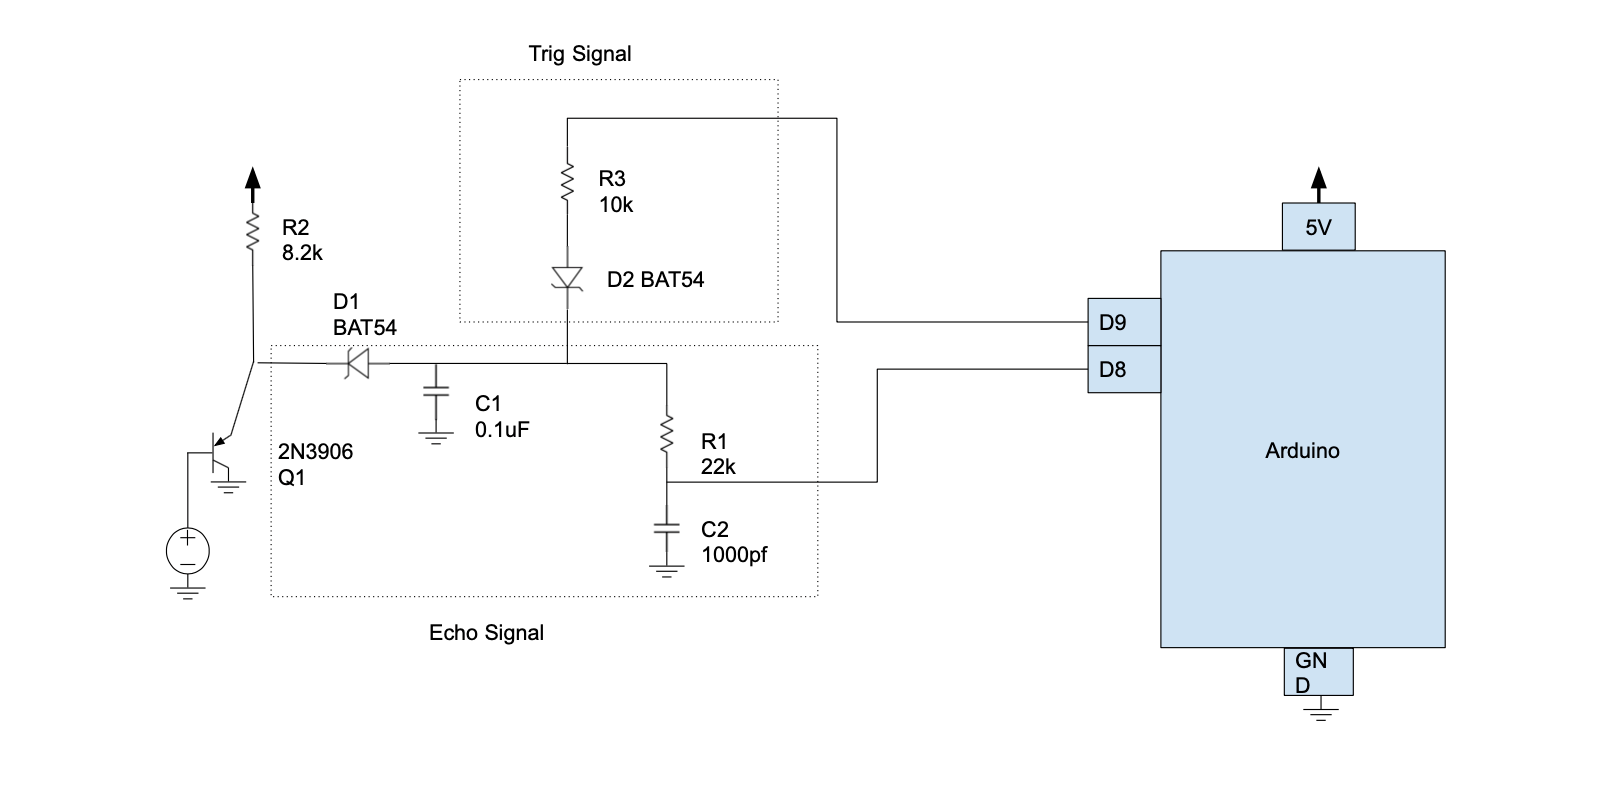 Trig Signal
R3
10k
D2 BAT54
R2
8.2k
D1
BAT54
C1
0.1uF
R1
22k
2N3906
Q1
C2
1000pf
Echo Signal
5V
D9
D8
Arduino
GN
D